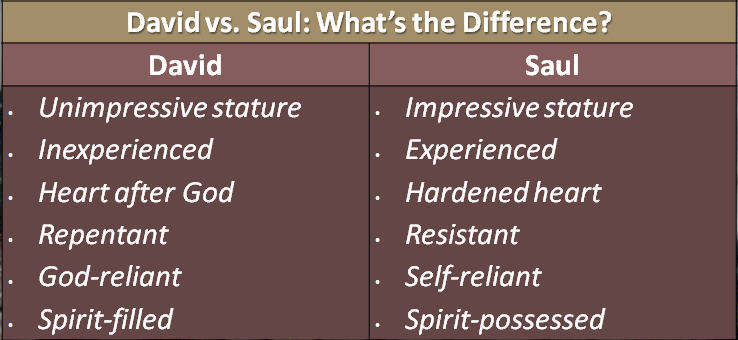 David vs. Saul: What's the Difference?
David Saul
• Unimpressive stature • Impressive stature
• Inexperienced • Experienced
• Heart after God • Hardened heart
• Repentant • Resistant
• God-reliant • Self-reliant
• Spirit-filled • Spirit-possessed